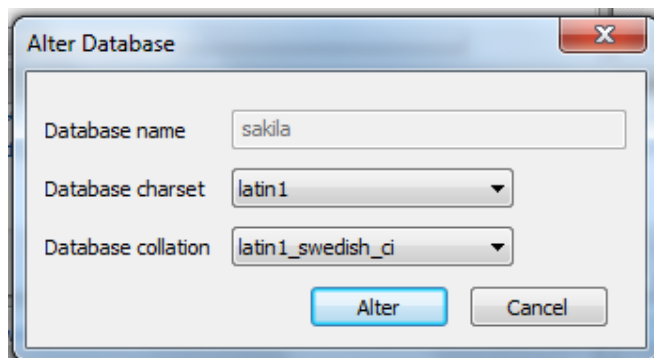 Alter Database
Database name sakila
Database charset latin1
Database collation latin1_swedish_ci
Alter Cancel